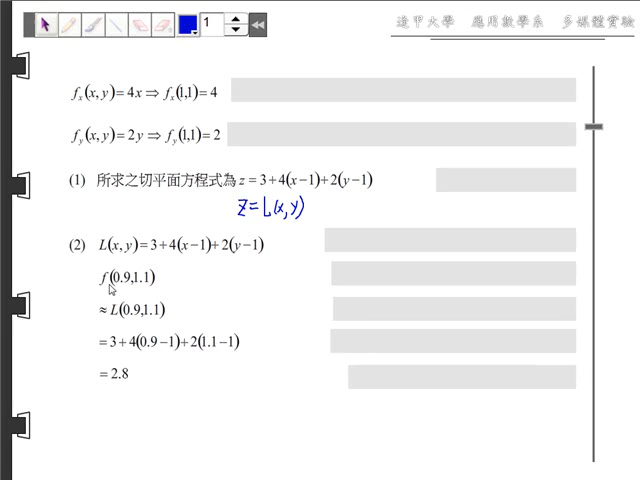 1
逢甲大學 應用數學系 多媒體實驗
fₓ(x, y) = 4x ⇒ fₓ(1,1) = 4
f_y(x, y) = 2y ⇒ f_y(1,1) = 2
(1) 所求之切平面方程式為 z = 3 + 4(x − 1) + 2(y − 1)
z = L(x, y)
(2) L(x, y) = 3 + 4(x − 1) + 2(y − 1)
f(0.9,1.1)
≈ L(0.9,1.1)
= 3 + 4(0.9 − 1) + 2(1.1 − 1)
= 2.8